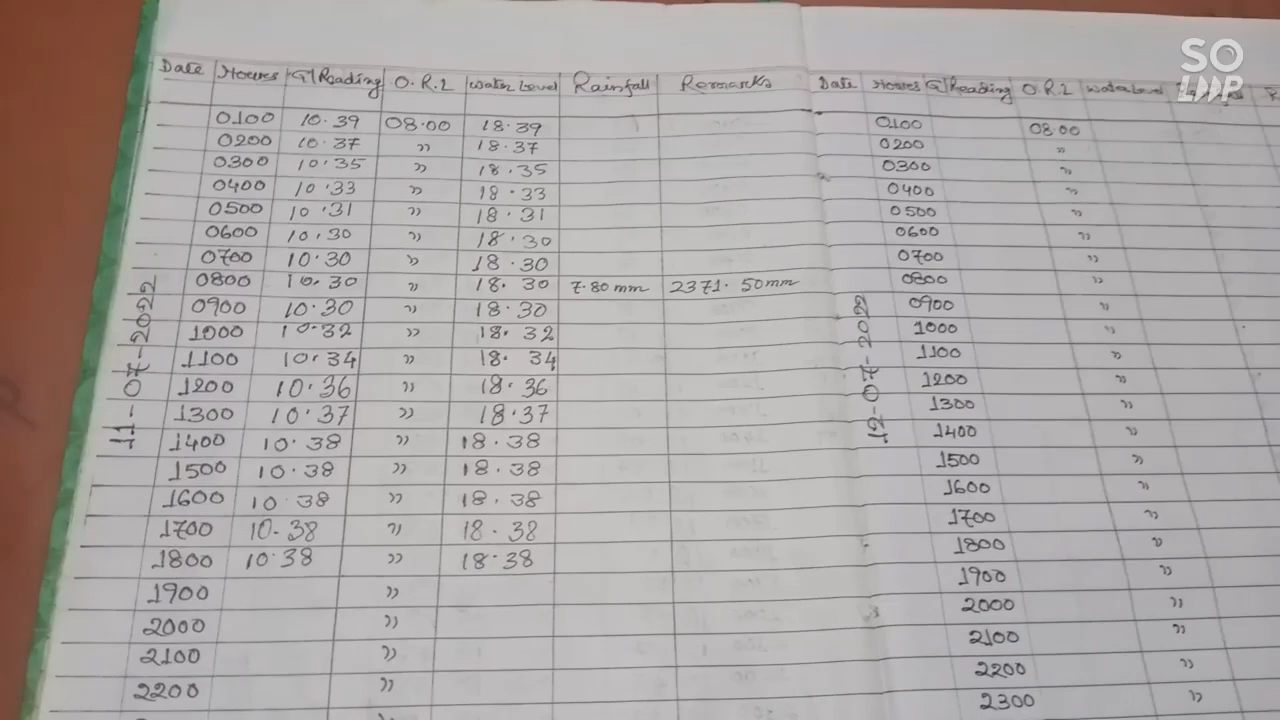 SO
LMP
Date Hours G/Reading O.R.L Water Level Rainfall Remarks
0100 10.39 08.00 18.39
0200 10.37 " 18.37
0300 10.35 " 18.35
0400 10.33 " 18.33
0500 10.31 " 18.31
0600 10.30 " 18.30
0700 10.30 " 18.30
0800 10.30 " 18.30 7.80 mm 2371.50mm
0900 10.30 " 18.30
1000 10.32 " 18.32
1100 10.34 " 18.34
1200 10.36 " 18.36
1300 10.37 " 18.37
1400 10.38 " 18.38
1500 10.38 " 18.38
1600 10.38 " 18.38
1700 10.38 " 18.38
1800 10.38 " 18.38
1900 "
2000 "
2100 "
2200 "
11-07-2022
Date Hours G/Reading O.R.L Water Level
0100 08.00
0200 "
0300 "
0400 "
0500 "
0600 "
0700 "
0800 "
0900 "
1000 "
1100 "
1200 "
1300 "
1400 "
1500 "
1600 "
1700 "
1800 "
1900 "
2000 "
2100 "
2200 "
2300 "
12-07-2022